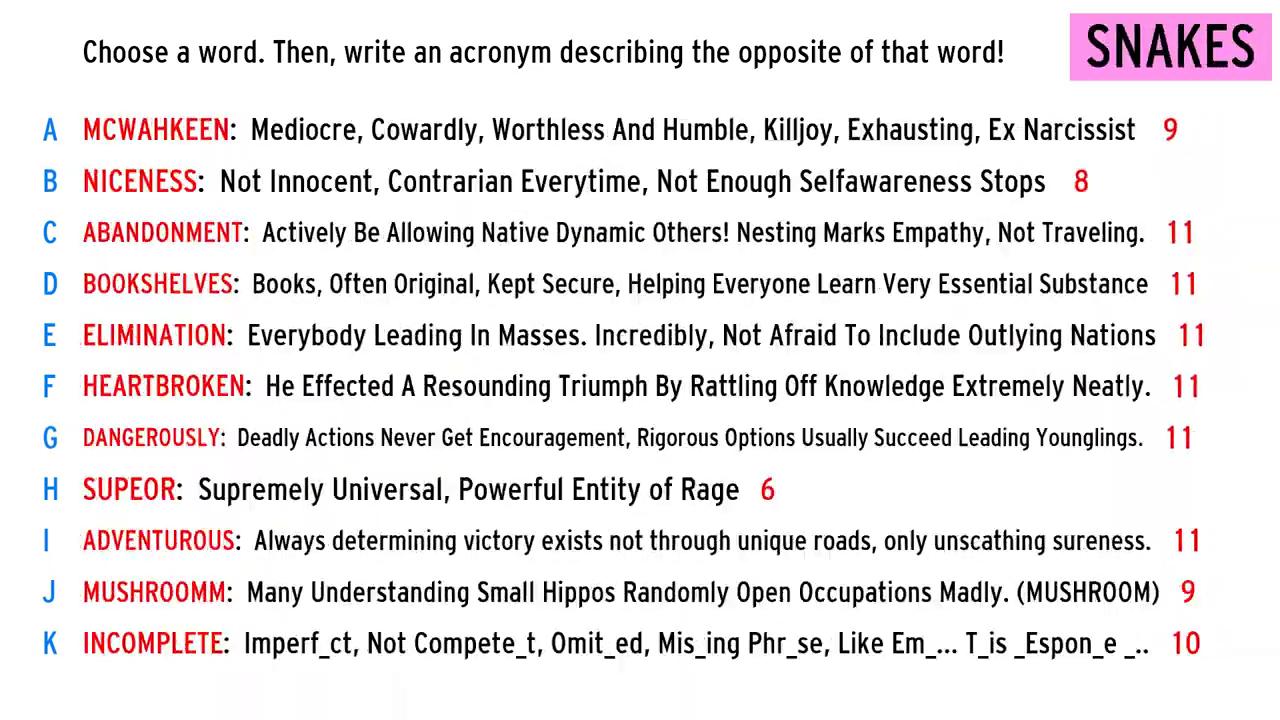 Choose a word. Then, write an acronym describing the opposite of that word!
SNAKES
A MCWAHKEEN: Mediocre, Cowardly, Worthless And Humble, Killjoy, Exhausting, Ex Narcissist 9
B NICENESS: Not Innocent, Contrarian Everytime, Not Enough Selfawareness Stops 8
C ABANDONMENT: Actively Be Allowing Native Dynamic Others! Nesting Marks Empathy, Not Traveling. 11
D BOOKSHELVES: Books, Often Original, Kept Secure, Helping Everyone Learn Very Essential Substance 11
E ELIMINATION: Everybody Leading In Masses. Incredibly, Not Afraid To Include Outlying Nations 11
F HEARTBROKEN: He Effected A Resounding Triumph By Rattling Off Knowledge Extremely Neatly. 11
G DANGEROUSLY: Deadly Actions Never Get Encouragement, Rigorous Options Usually Succeed Leading Younglings. 11
H SUPEOR: Supremely Universal, Powerful Entity of Rage 6
I ADVENTUROUS: Always determining victory exists not through unique roads, only unscathing sureness. 11
J MUSHROOMM: Many Understanding Small Hippos Randomly Open Occupations Madly. (MUSHROOM) 9
K INCOMPLETE: Imperf_ct, Not Compete_t, Omit_ed, Mis_ing Phr_se, Like Em_... T_is _Espon_e _.. 10